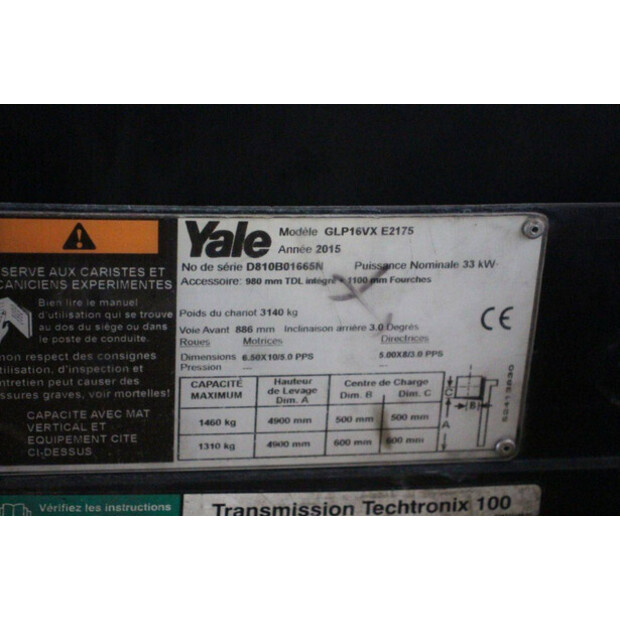 Yale
Modèle GLP16VX E2175
Année 2015
No de série D810B01665N Puissance Nominale 33 kW
Accessoire: 980 mm TDL intégré + 1100 mm Fourches
Poids du chariot 3140 kg
Voie Avant 886 mm Inclinaison arrière 3.0 Degrés
Roues Motrices Directrices
Dimensions 6.50X10/5.0 PPS 5.00X8/3.0 PPS
Pression --- ---
CAPACITÉ MAXIMUM Hauteur de Levage Dim. A Centre de Charge Dim. B Dim. C
1460 kg 4900 mm 500 mm 500 mm
1310 kg 4900 mm 600 mm 600 mm
CE
C
B
A
SERVE AUX CARISTES ET
CANICIENS EXPERIMENTES
Bien lire le manuel
d'utilisation qui se trouve
au dos du siége ou dans
le poste de conduite.
non respect des consignes
tilisation, d'inspection et
ntretien peut causer des
ssures graves, voir mortelles!
CAPACITE AVEC MAT
VERTICAL ET
EQUIPEMENT CITE
CI-DESSUS
Vérifiez les instructions
Transmission Techtronix 100